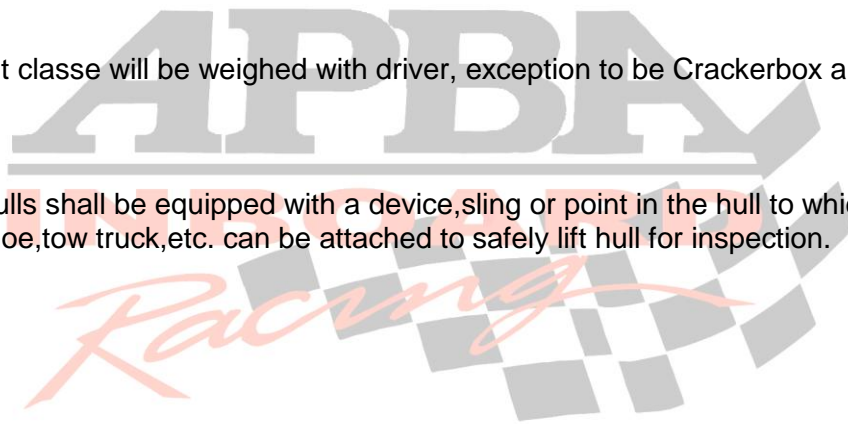 t classe will be weighed with driver, exception to be Crackerbox a
APBA
INBOARD
ulls shall be equipped with a device,sling or point in the hull to whic
oe,tow truck,etc. can be attached to safely lift hull for inspection.
Racing